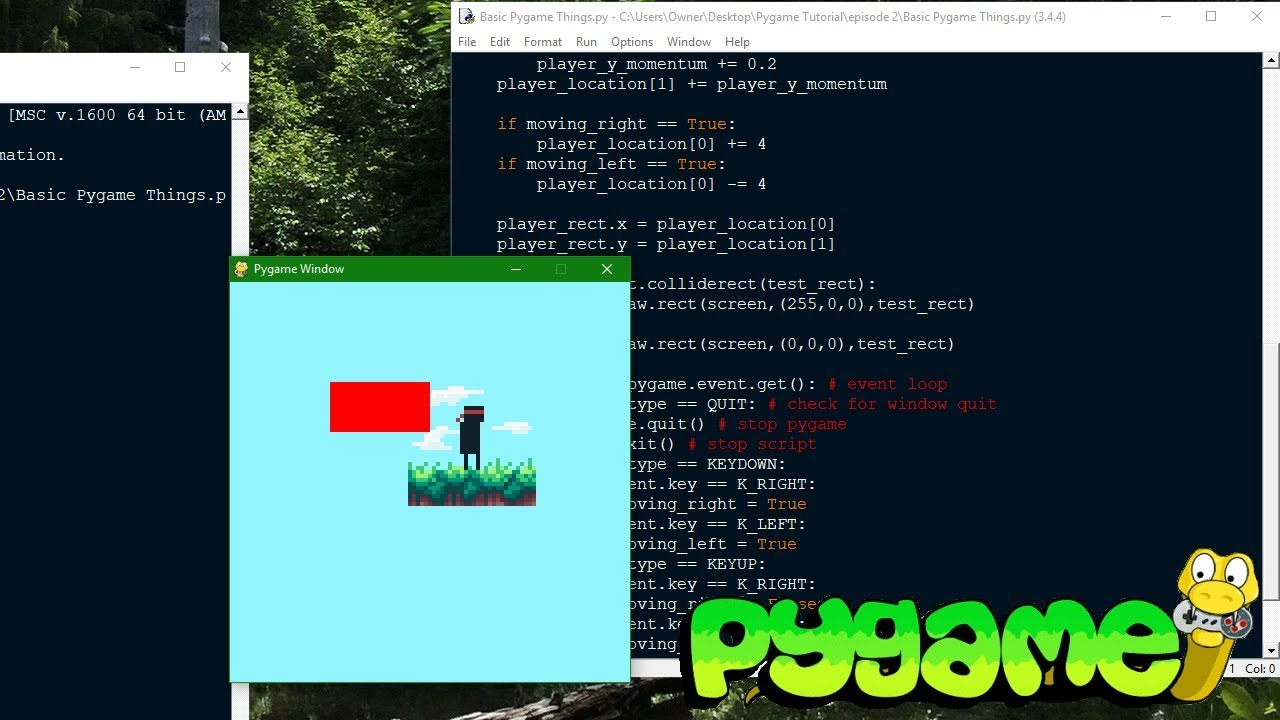 Basic Pygame Things.py - C:\Users\Owner\Desktop\Pygame Tutorial\episode 2\Basic Pygame Things.py (3.4.4)
File Edit Format Run Options Window Help
player_y_momentum += 0.2
player_location[1] += player_y_momentum
if moving_right == True:
player_location[0] += 4
if moving_left == True:
player_location[0] -= 4
player_rect.x = player_location[0]
player_rect.y = player_location[1]
t.colliderect(test_rect):
aw.rect(screen,(255,0,0),test_rect)
aw.rect(screen,(0,0,0),test_rect)
pygame.event.get(): # event loop
type == QUIT: # check for window quit
e.quit() # stop pygame
xit() # stop script
type == KEYDOWN:
ent.key == K_RIGHT:
oving_right = True
ent.key == K_LEFT:
oving_left = True
type == KEYUP:
ent.key == K_RIGHT:
oving_ri
ent.ke
oving_
1 Col: 0
[MSC v.1600 64 bit (AM
mation.
2\Basic Pygame Things.p
Pygame Window
pygame